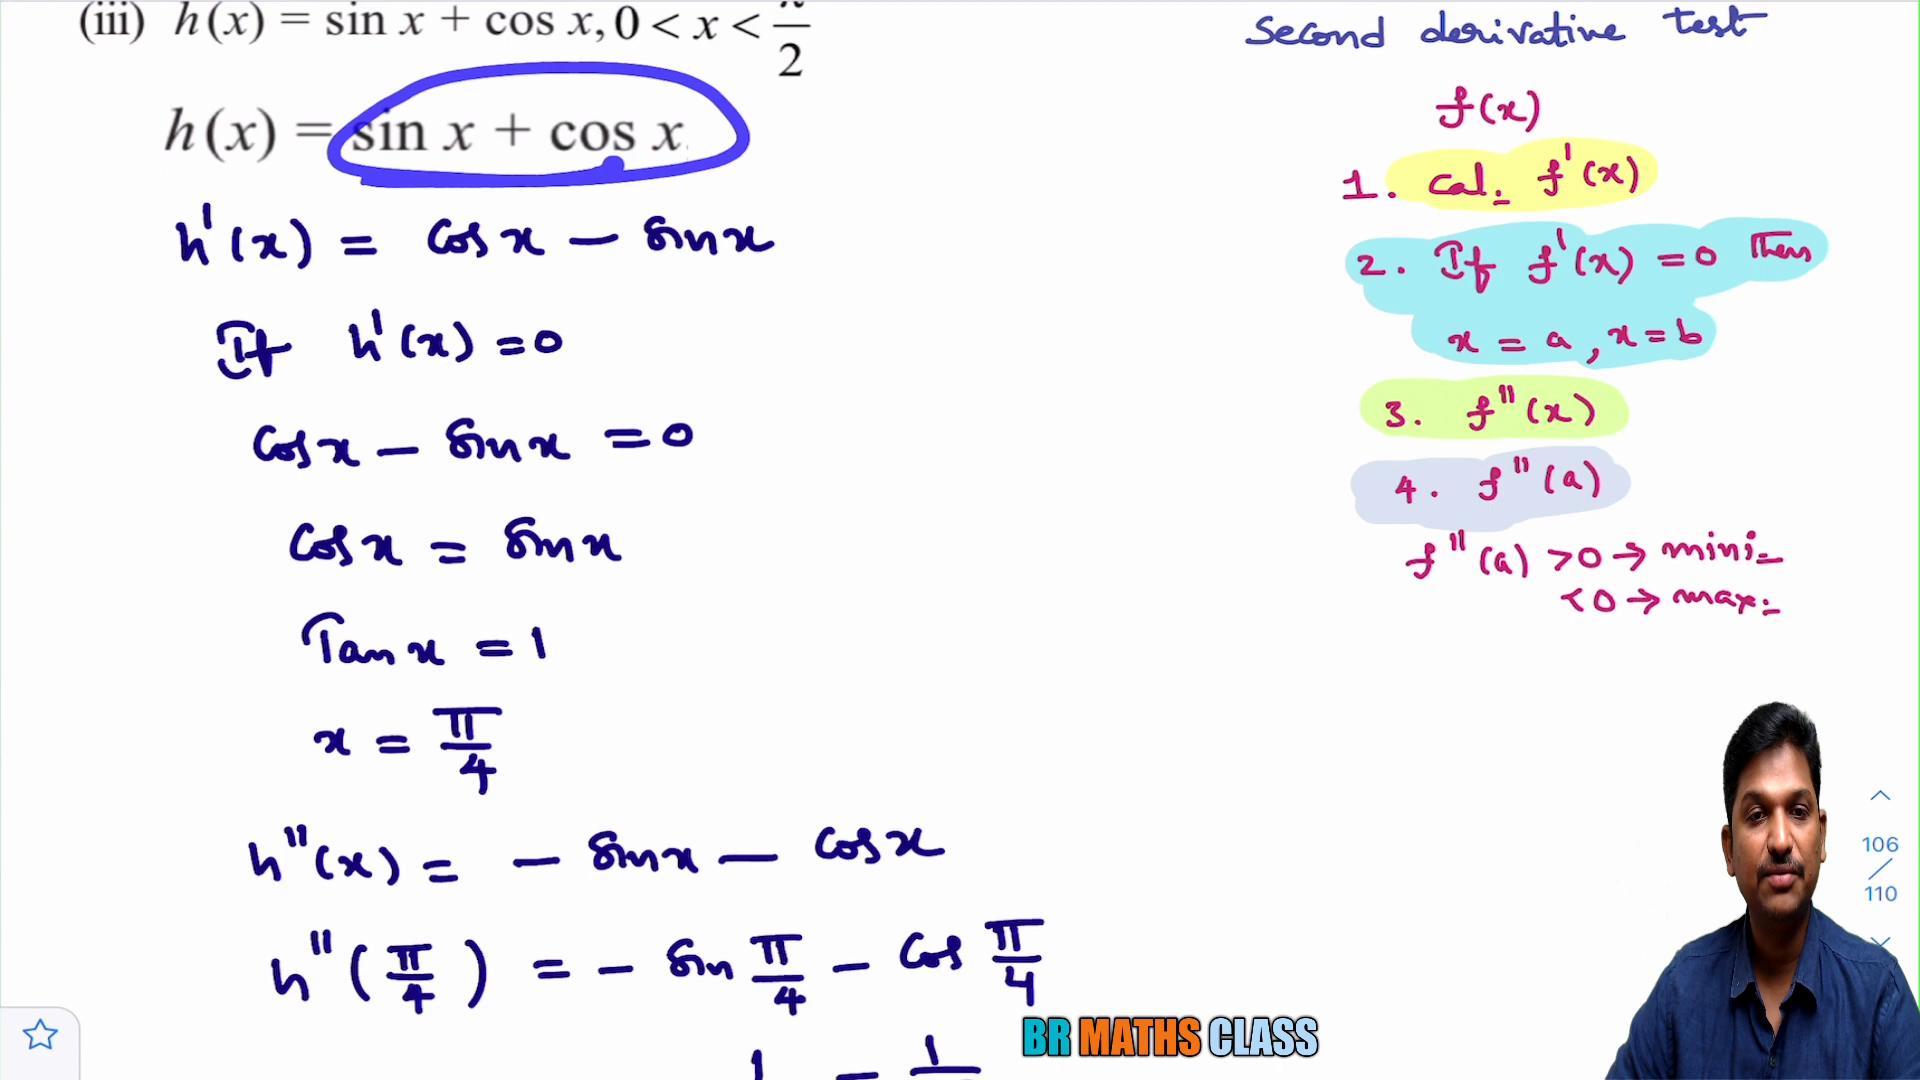 (iii) h(x) = sin x + cos x, 0 < x < π/2
h(x) = sin x + cos x
h'(x) = cos x − sin x
If h'(x) = 0
cos x − sin x = 0
cos x = sin x
Tan x = 1
x = π/4
h"(x) = − sin x − cos x
h"(π/4) = − sin π/4 − cos π/4
Second derivative test
f(x)
1. Cal. f'(x)
2. If f'(x) = 0 Then
x = a, x = b
3. f"(x)
4. f"(a)
f"(a) > 0 → mini
< 0 → max
106
/
110
BR MATHS CLASS